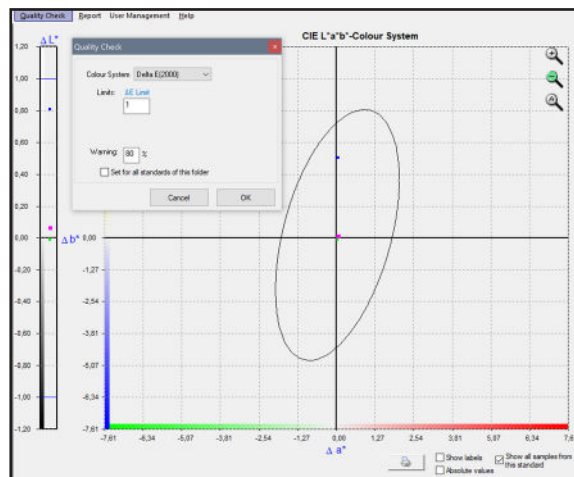 Quality Check Report User Management Help
Δ L*
CIE L*a*b*-Colour System
Quality Check
Colour System Delta E(2000)
Limits: ΔE Limit
1
Warning: 80 %
Set for all standards of this folder
Cancel OK
1,20
1,00
0,80
0,60
0,40
0,20
0,00
-0,20
-0,40
-0,60
-0,80
-1,00
-1,20
Δ b*
0,00
-1,27
-2,54
-3,81
-5,07
-6,34
-7,61
-7,61 -6,34 -5,07 -3,81 -2,54 -1,27 0,00 1,27 2,54 3,81 5,07 6,34 7,6
Δ a*
Show labels
Absolute values
Show all samples from this standard